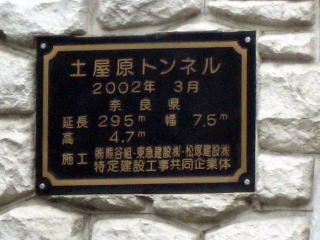 土屋原トンネル
2002年 3月
奈良県
延長 295m 幅 7.5m
高 4.7m
施工 ㈱熊谷組・東急建設㈱・松塚建設㈱
特定建設工事共同企業体